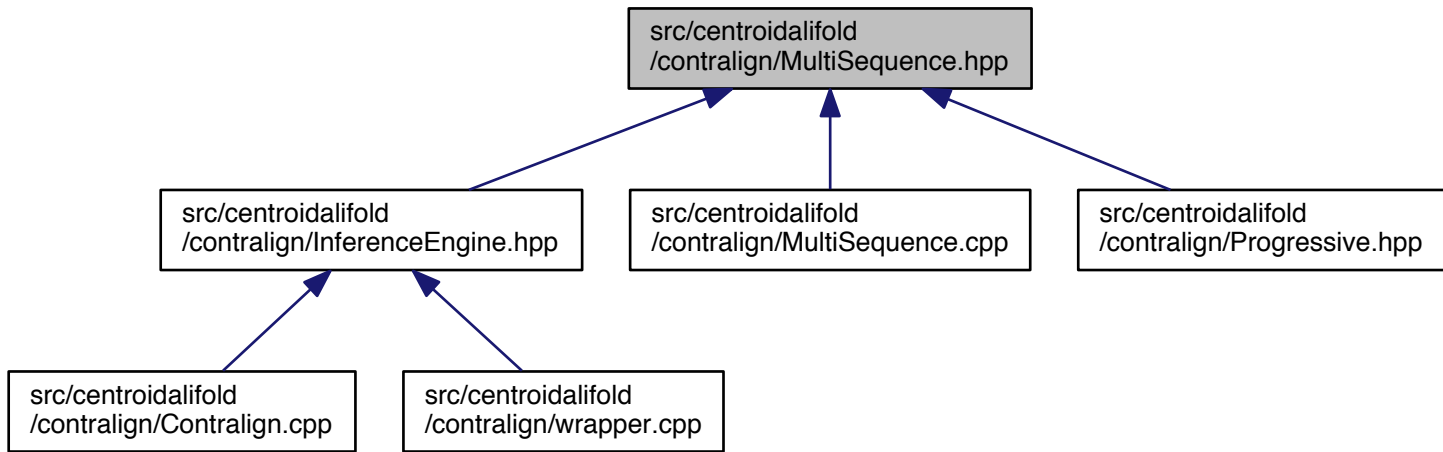 src/centroidalifold
/contralign/MultiSequence.hpp
src/centroidalifold
/contralign/InferenceEngine.hpp
src/centroidalifold
/contralign/MultiSequence.cpp
src/centroidalifold
/contralign/Progressive.hpp
src/centroidalifold
/contralign/Contralign.cpp
src/centroidalifold
/contralign/wrapper.cpp